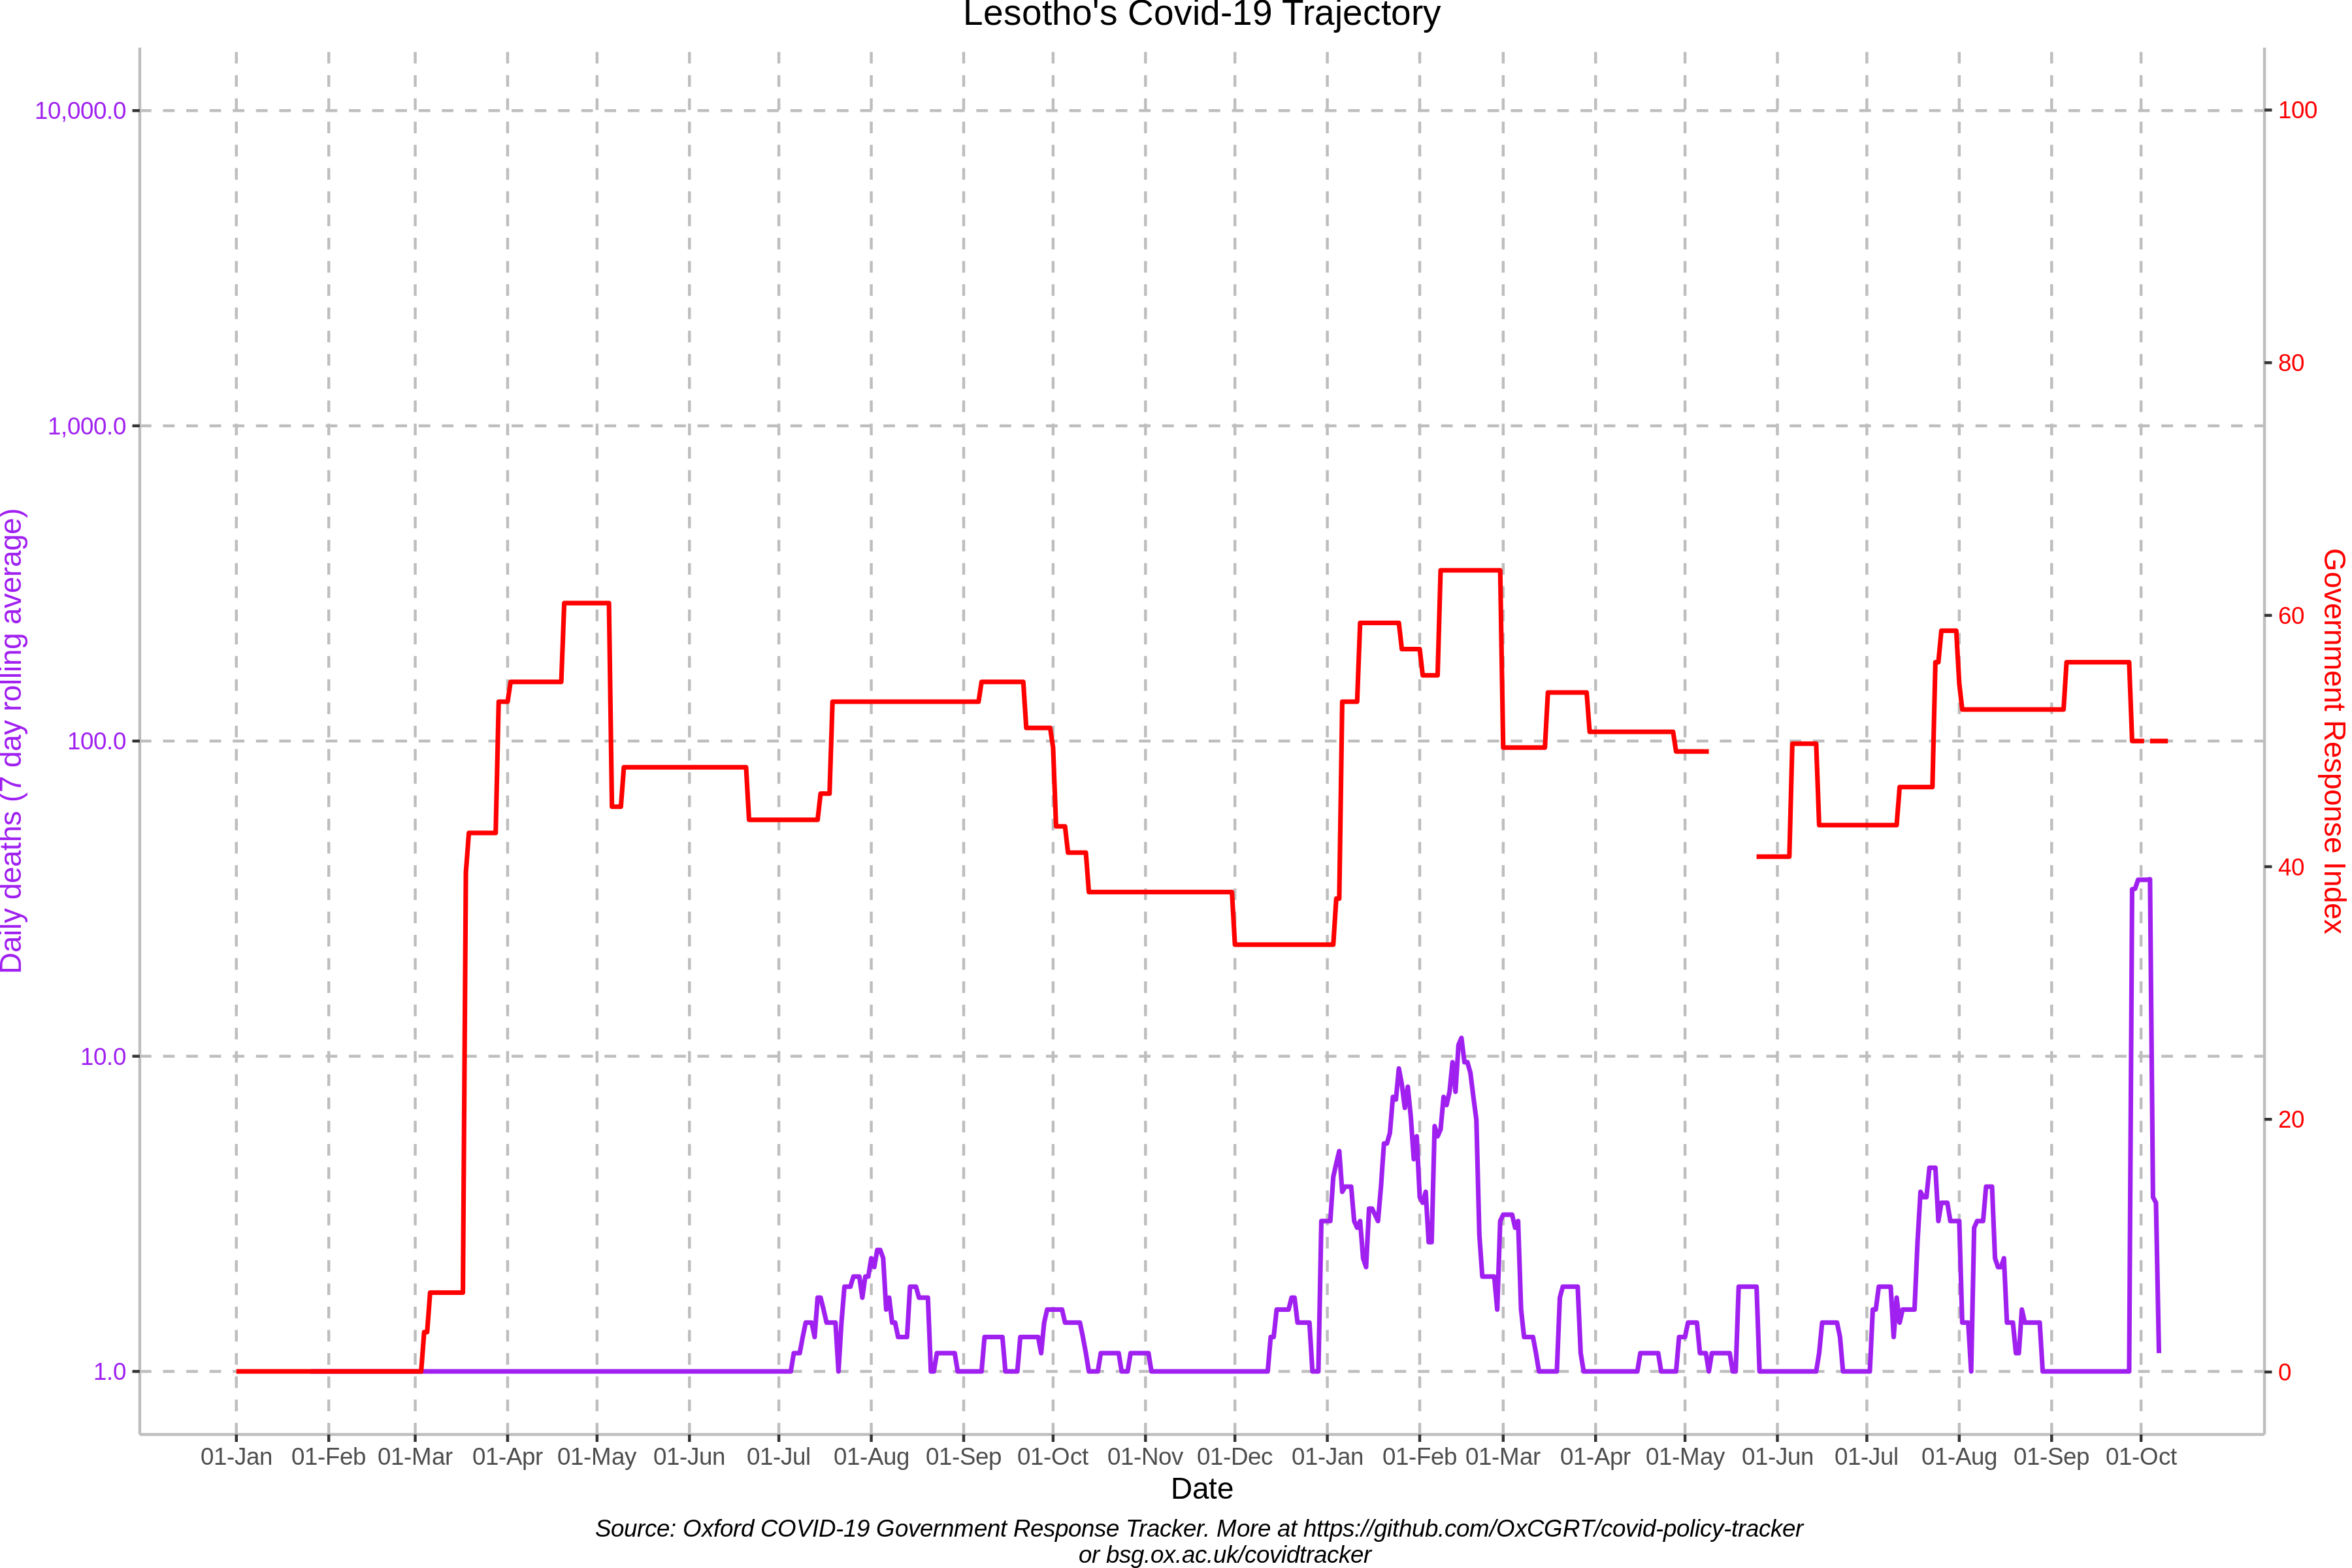 Lesotho's Covid-19 Trajectory
10,000.0
1,000.0
100.0
10.0
1.0
Daily deaths (7 day rolling average)
100
80
60
40
20
0
Government Response Index
01-Jan 01-Feb 01-Mar 01-Apr 01-May 01-Jun 01-Jul 01-Aug 01-Sep 01-Oct 01-Nov 01-Dec 01-Jan 01-Feb 01-Mar 01-Apr 01-May 01-Jun 01-Jul 01-Aug 01-Sep 01-Oct
Date
Source: Oxford COVID-19 Government Response Tracker. More at https://github.com/OxCGRT/covid-policy-tracker
or bsg.ox.ac.uk/covidtracker